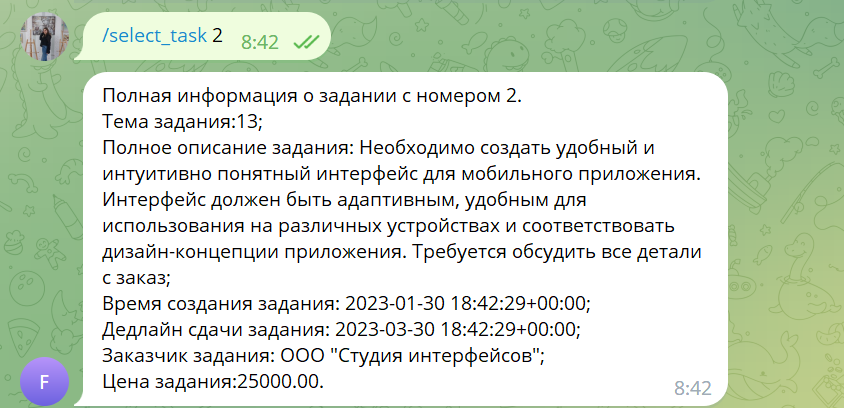 /select_task 2 8:42
Полная информация о задании с номером 2.
Тема задания:13;
Полное описание задания: Необходимо создать удобный и
интуитивно понятный интерфейс для мобильного приложения.
Интерфейс должен быть адаптивным, удобным для
использования на различных устройствах и соответствовать
дизайн-концепции приложения. Требуется обсудить все детали
с заказ;
Время создания задания: 2023-01-30 18:42:29+00:00;
Дедлайн сдачи задания: 2023-03-30 18:42:29+00:00;
Заказчик задания: ООО "Студия интерфейсов";
Цена задания:25000.00.
8:42
F